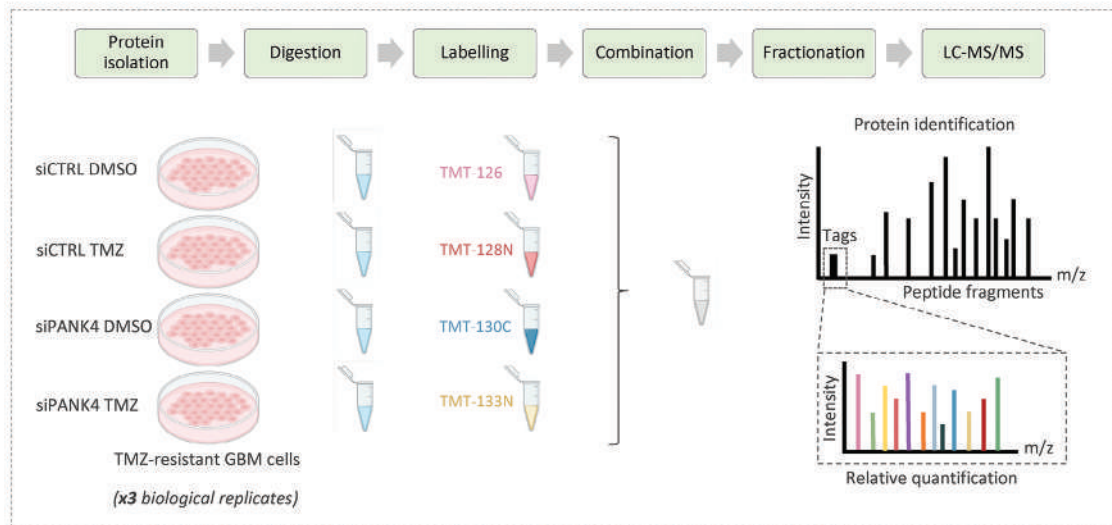 Protein
isolation
Digestion
Labelling
Combination
Fractionation
LC-MS/MS
siCTRL DMSO
siCTRL TMZ
siPANK4 DMSO
siPANK4 TMZ
TMZ-resistant GBM cells
(x3 biological replicates)
TMT-126
TMT-128N
TMT-130C
TMT-133N
Protein identification
Intensity
Tags
m/z
Peptide fragments
Intensity
m/z
Relative quantification